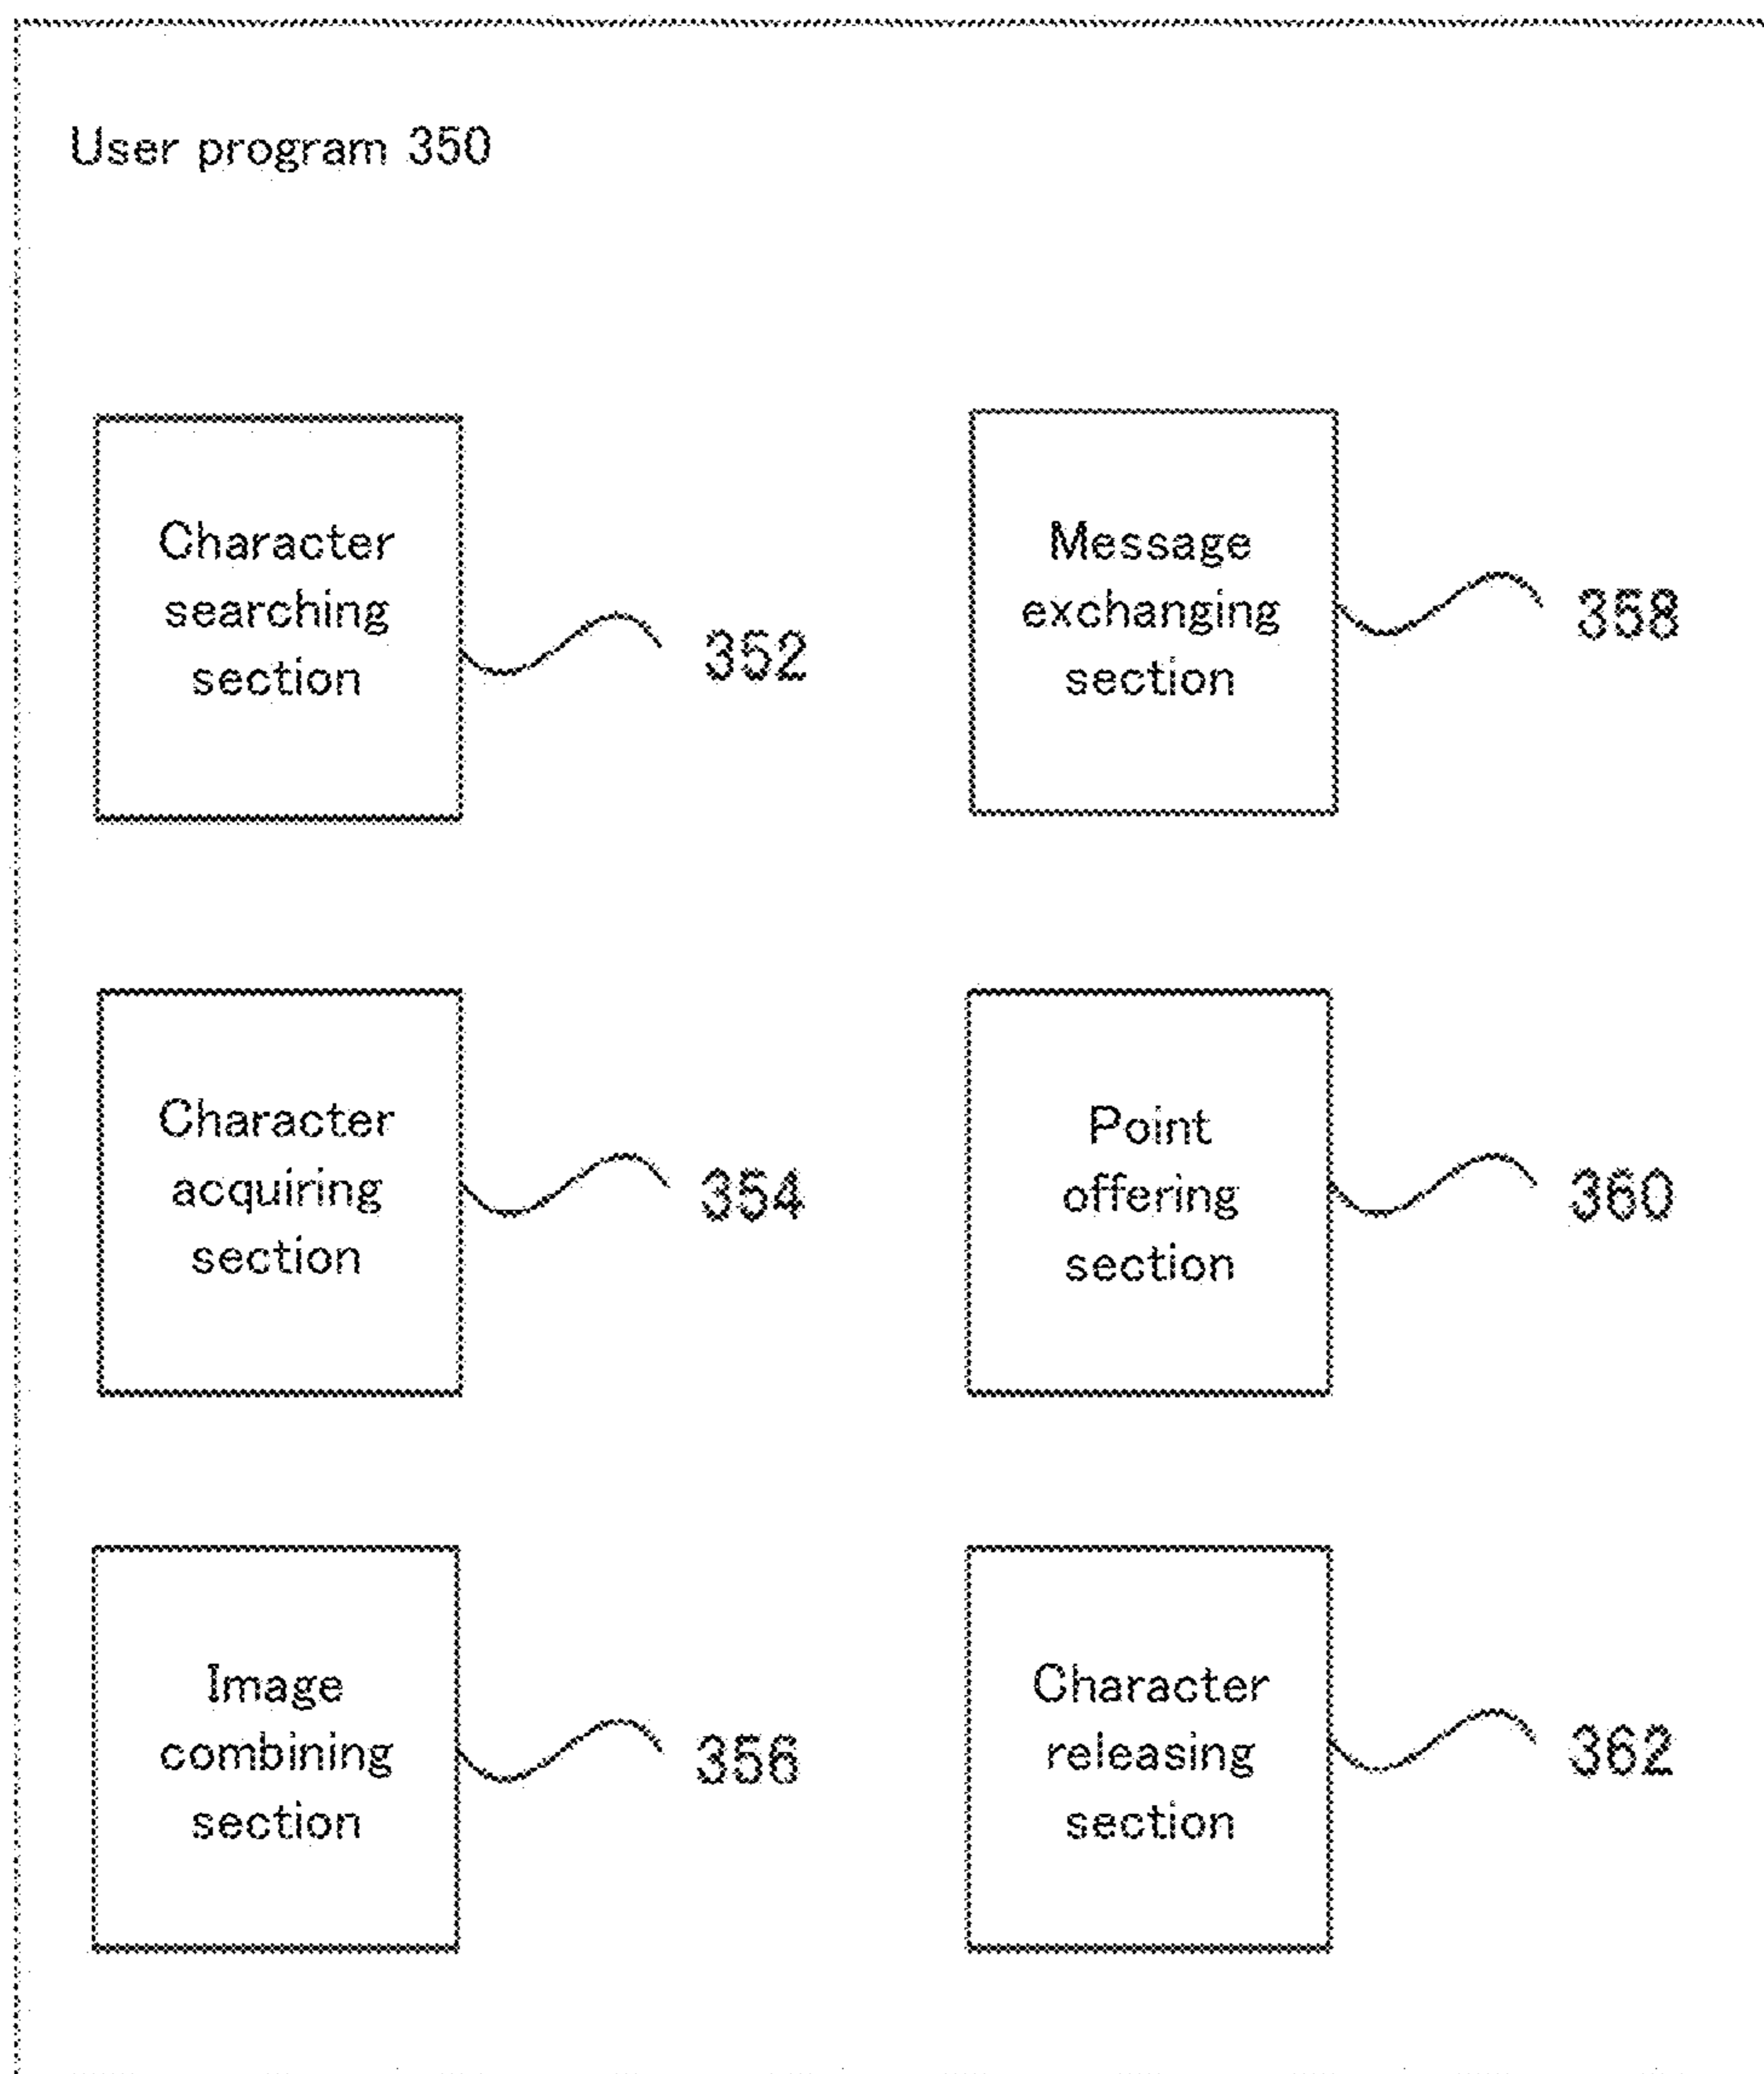 User program 350
Character
searching
section
352
Message
exchanging
section
358
Character
acquiring
section
354
Point
offering
section
360
Image
combining
section
356
Character
releasing
section
362